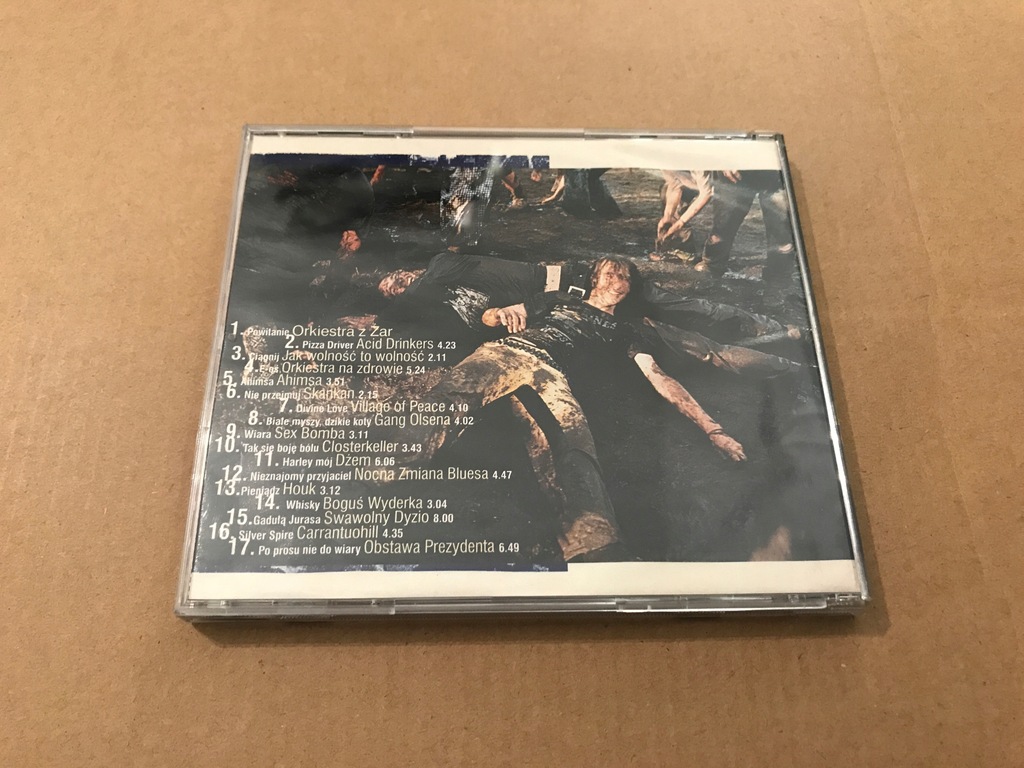 1. Powitanie Orkiestra z Żar
2. Pizza Driver Acid Drinkers 4.23
3. Ciągnij Jak wolność to wolność 2.11
4. Orkiestra na zdrowie 5.24
5. Ahimsa Ahimsa 3.51
6. Nie przejmuj Skankan 2.15
7. Divine Love Village of Peace 4.10
8. Białe myszy, dzikie koty Gang Olsena 4.02
9. Wiara Sex Bomba 3.11
10. Tak się boję bólu Closterkeller 3.43
11. Harley mój Dżem 6.06
12. Nieznajomy przyjaciel Nocna Zmiana Bluesa 4.47
13. Pieniądz Houk 3.12
14. Whisky Boguś Wyderka 3.04
15. Gadułą Jurasa Swawolny Dyzio 8.00
16. Silver Spire Carrantuohill 4.35
17. Po prosu nie do wiary Obstawa Prezydenta 6.49